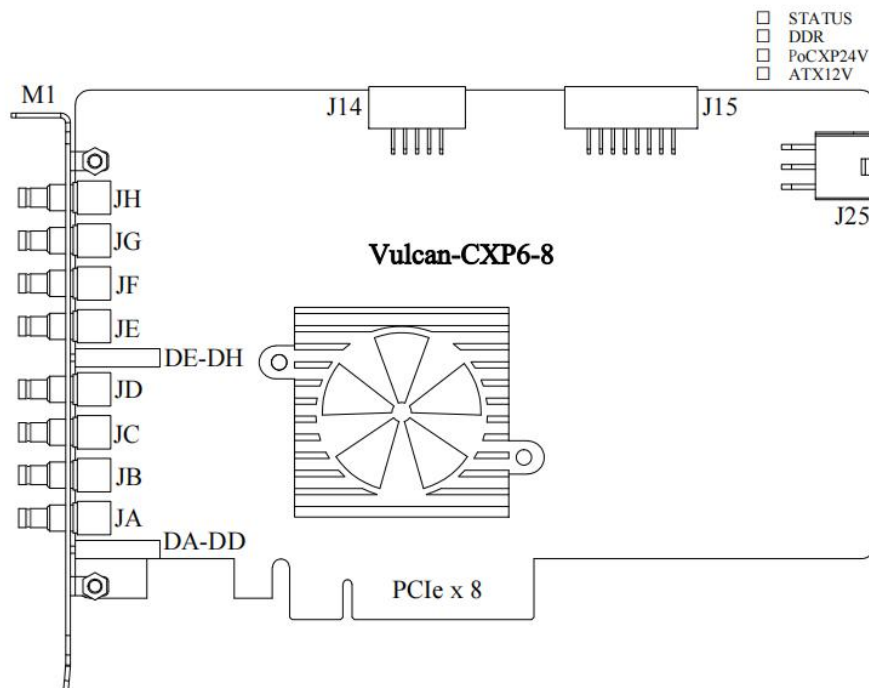 STATUS
DDR
PoCXP24V
ATX12V
M1
J14
J15
J25
JH
JG
JF
JE
Vulcan-CXP6-8
DE-DH
JD
JC
JB
JA
DA-DD
PCIe x 8